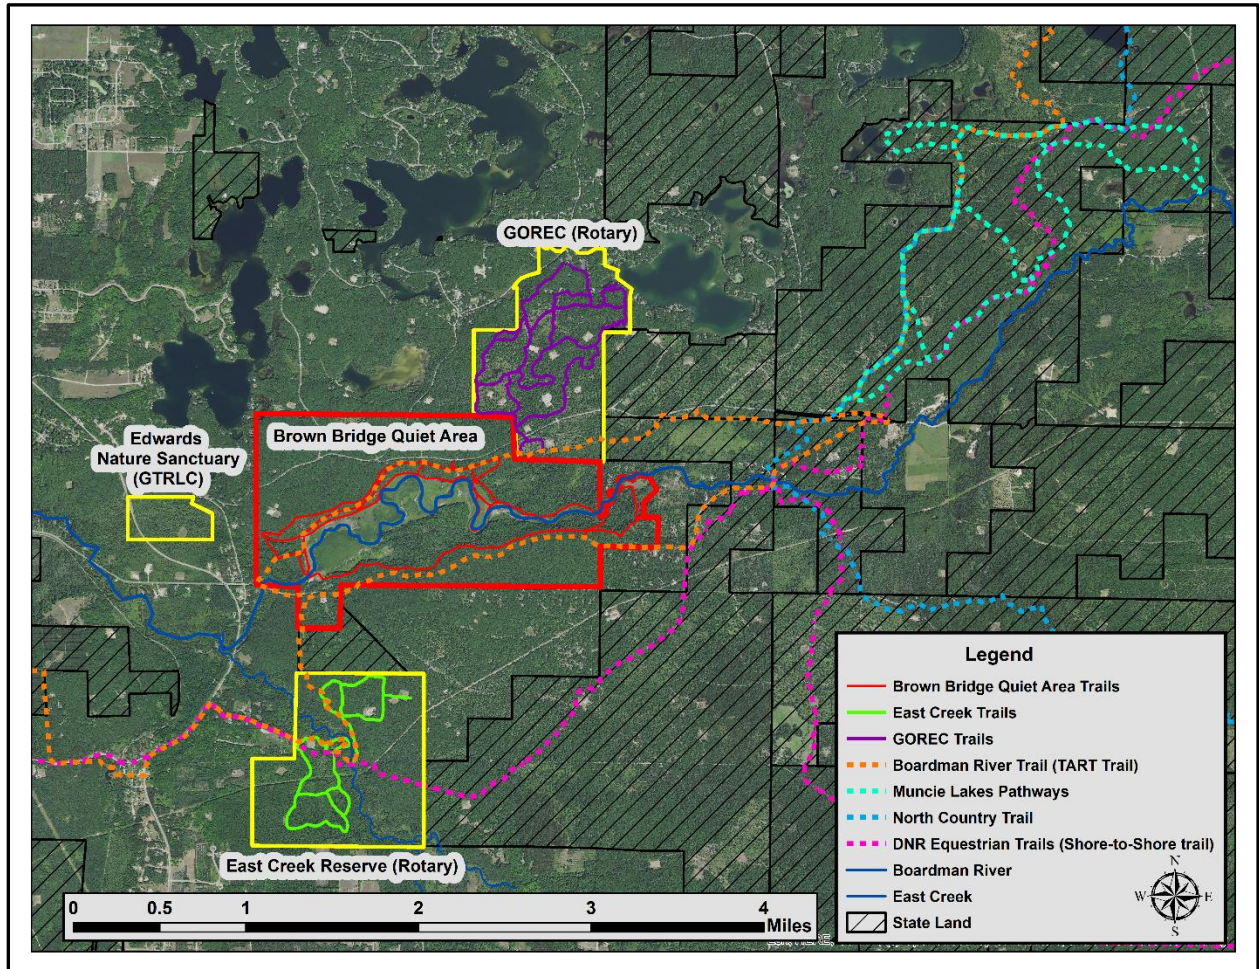 GOREC (Rotary)
Brown Bridge Quiet Area
Edwards
Nature Sanctuary
(GTRLC)
East Creek Reserve (Rotary)
0 0.5 1 2 3 4
Miles
Legend
Brown Bridge Quiet Area Trails
East Creek Trails
GOREC Trails
Boardman River Trail (TART Trail)
Muncie Lakes Pathways
North Country Trail
DNR Equestrian Trails (Shore-to-Shore trail)
Boardman River
East Creek
State Land
N
W E
S